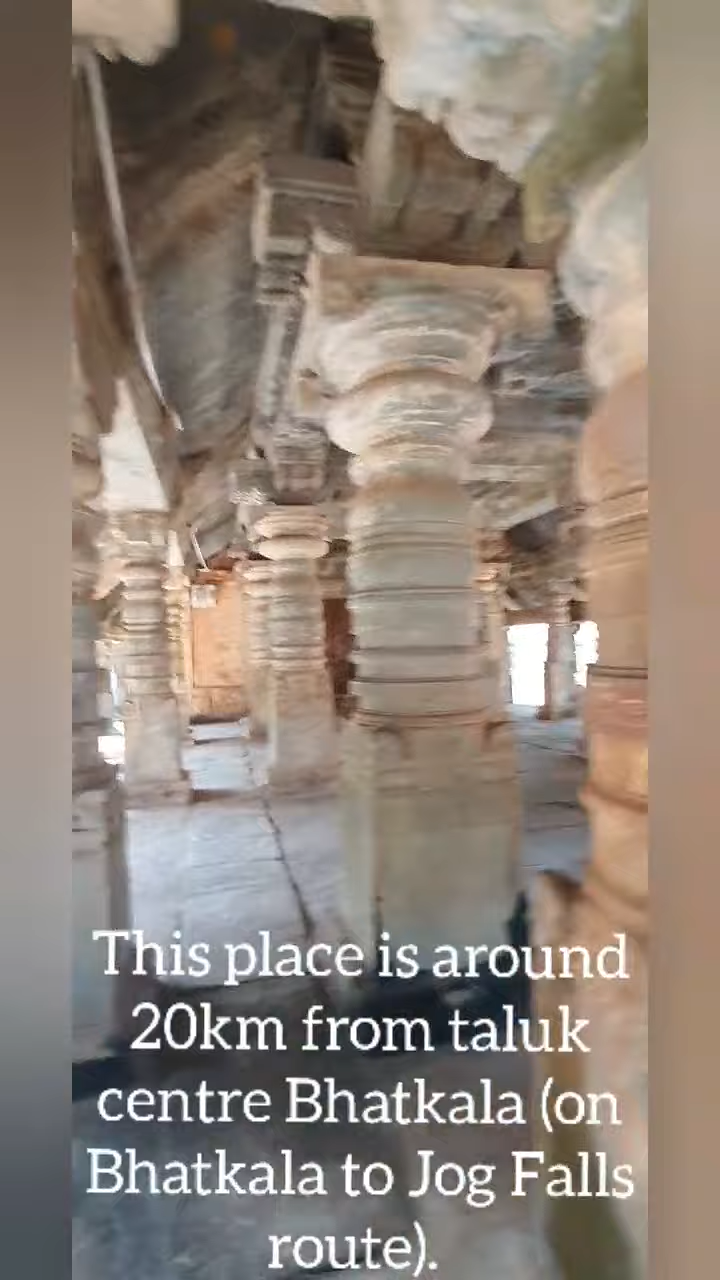 This place is around
20km from taluk
centre Bhatkala (on
Bhatkala to Jog Falls
route).